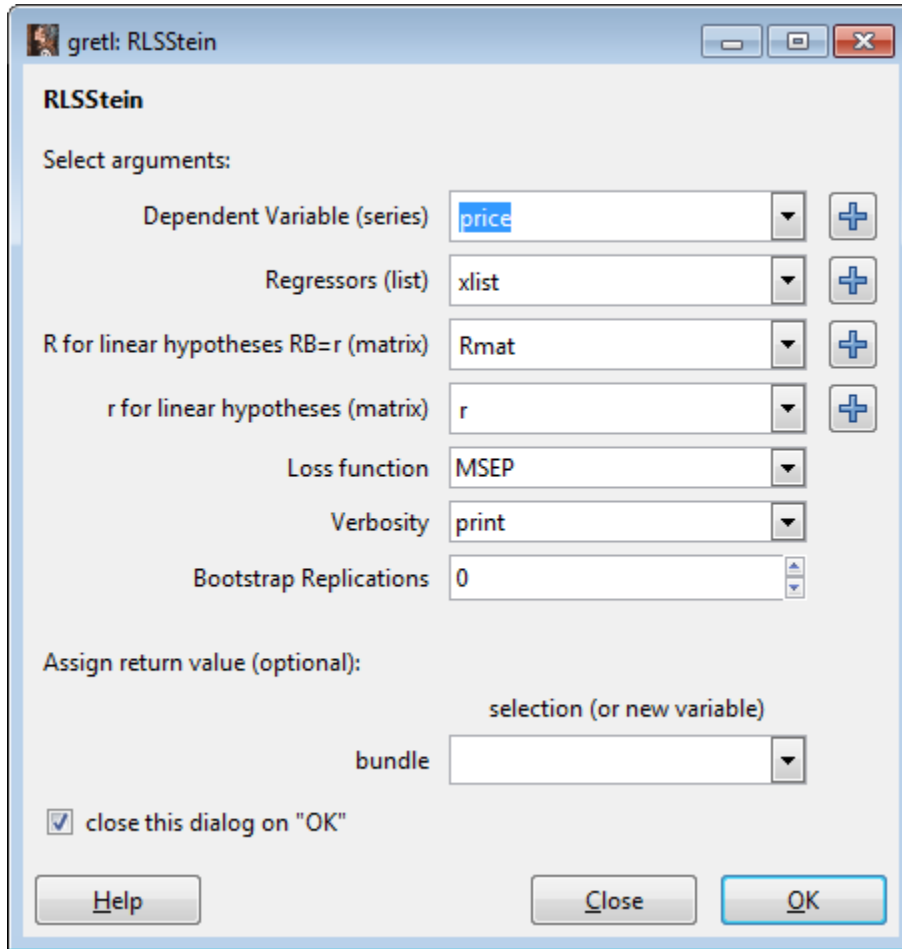 gretl: RLSStein
RLSStein
Select arguments:
Dependent Variable (series) price
Regressors (list) xlist
R for linear hypotheses RB=r (matrix) Rmat
r for linear hypotheses (matrix) r
Loss function MSEP
Verbosity print
Bootstrap Replications 0
Assign return value (optional):
selection (or new variable)
bundle
close this dialog on "OK"
Help Close OK